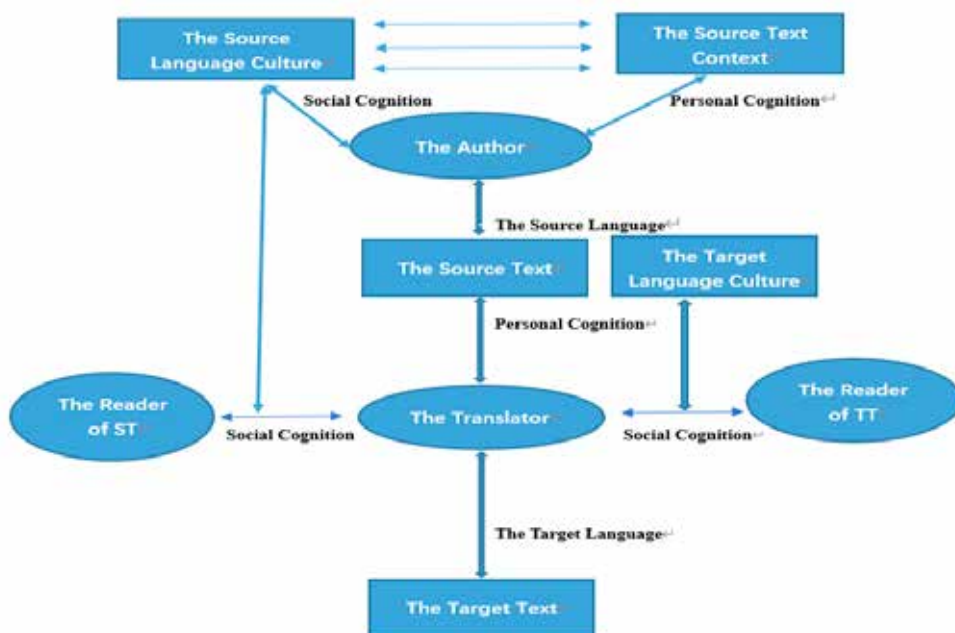 The Source
Language Culture
The Source Text
Context
Social Cognition
Personal Cognition↵
The Author
The Source Language↵
The Source Text
The Target
Language Culture
Personal Cognition↵
The Reader
of ST
The Translator
The Reader
of TT
Social Cognition
Social Cognition↵
The Target Language↵
The Target Text